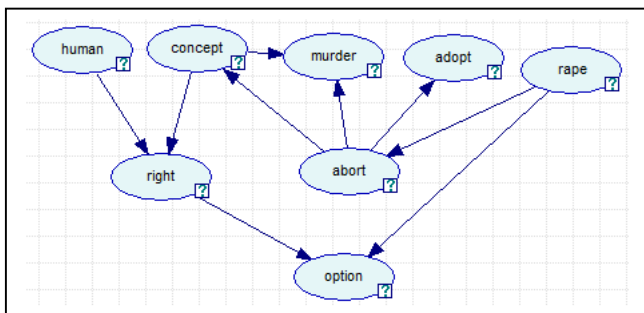 human
concept
murder
adopt
rape
?
?
?
?
?
right
abort
?
?
option
?